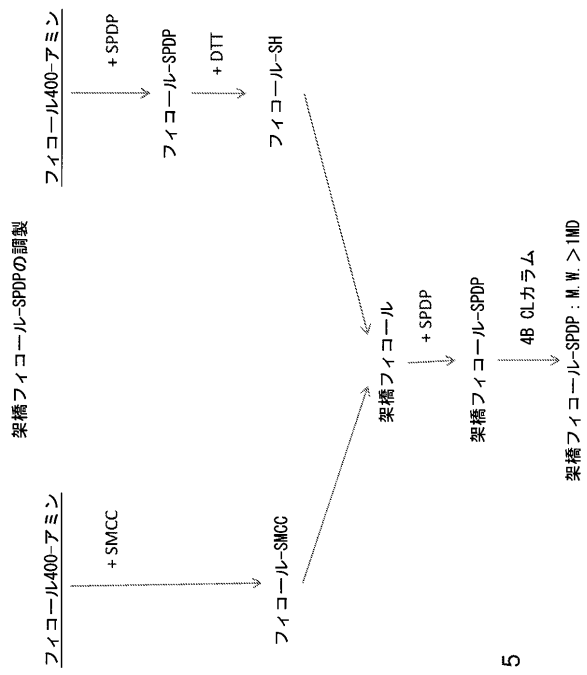 架橋フィコール-SPDPの調製
フィコール400-アミン
+ SMCC
フィコール-SMCC
フィコール400-アミン
+ SPDP
フィコール-SPDP
+ DTT
フィコール-SH
架橋フィコール
+ SPDP
架橋フィコール-SPDP
4B CLカラム
架橋フィコール-SPDP : M. W. >1MD
5